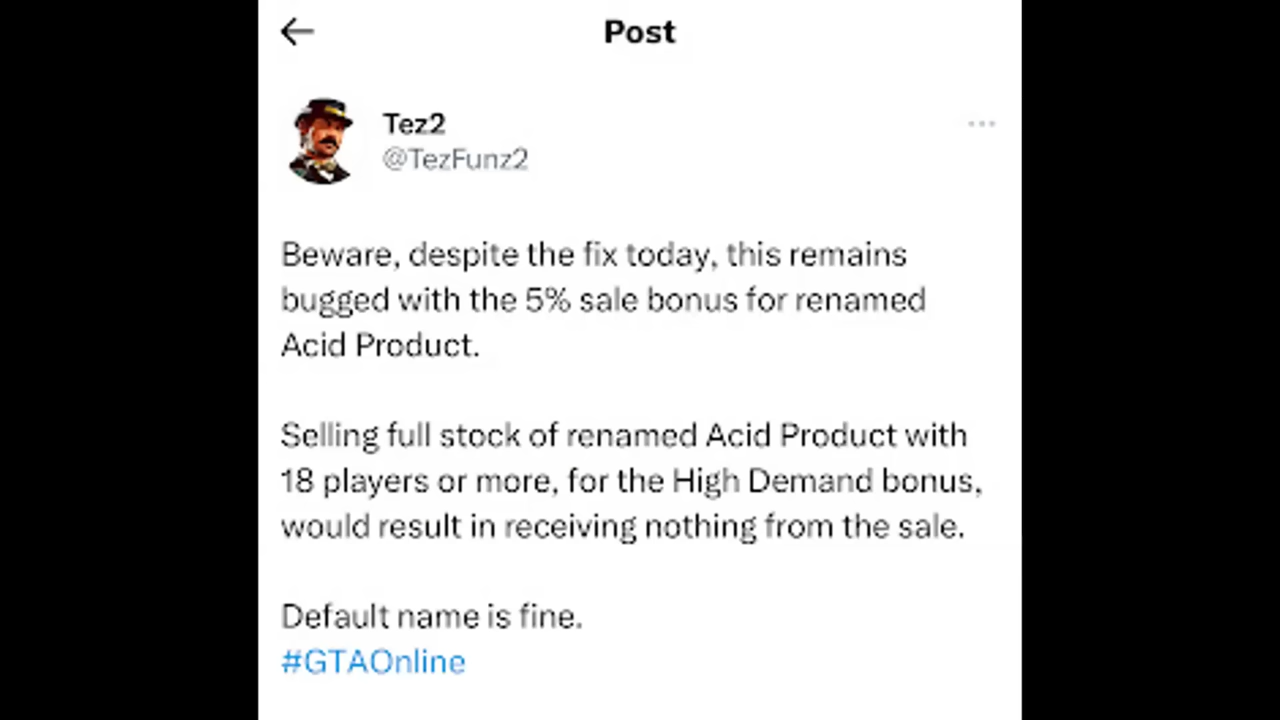 Post
Tez2
@TezFunz2
Beware, despite the fix today, this remains
bugged with the 5% sale bonus for renamed
Acid Product.
Selling full stock of renamed Acid Product with
18 players or more, for the High Demand bonus,
would result in receiving nothing from the sale.
Default name is fine.
#GTAOnline